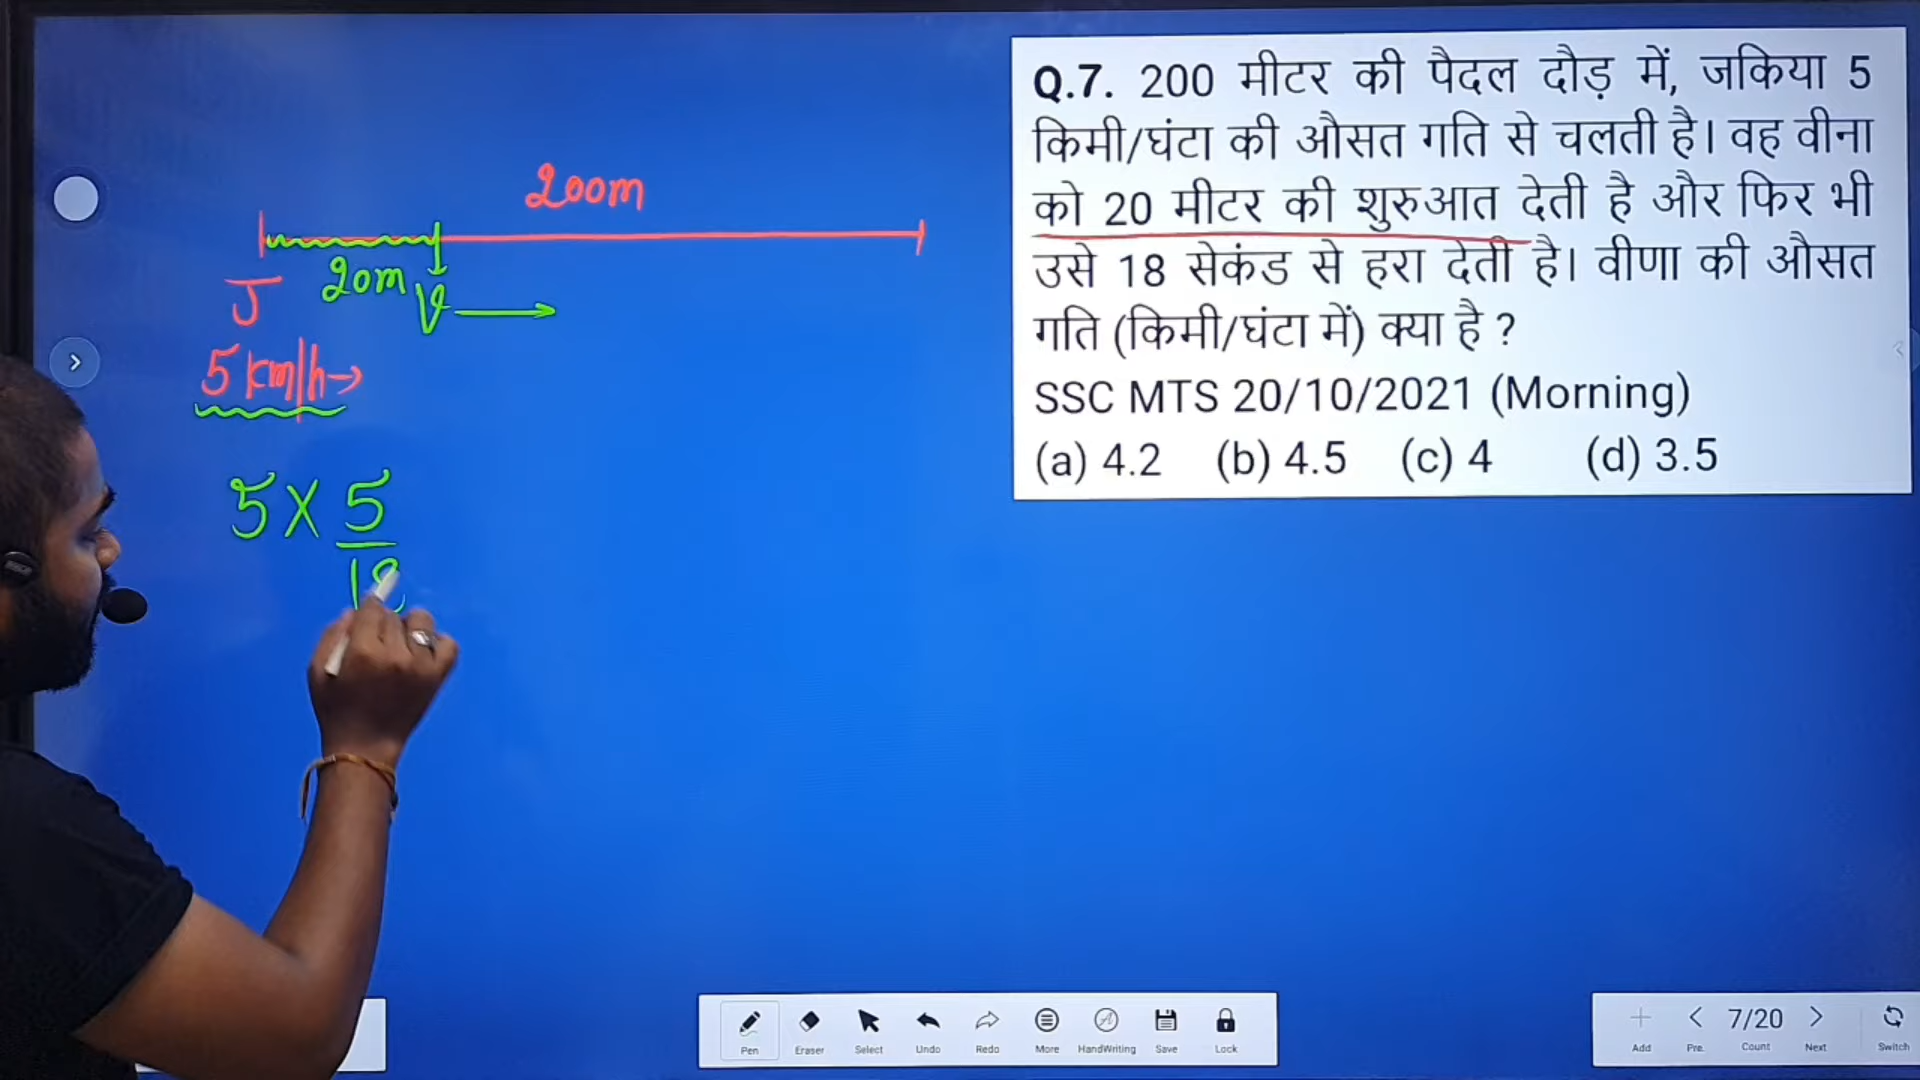 200m
20m
J
V
5 km/h→
5 X 5
18
Q.7. 200 मीटर की पैदल दौड़ में, जकिया 5
किमी/घंटा की औसत गति से चलती है। वह वीना
को 20 मीटर की शुरुआत देती है और फिर भी
उसे 18 सेकंड से हरा देती है। वीणा की औसत
गति (किमी/घंटा में) क्या है ?
SSC MTS 20/10/2021 (Morning)
(a) 4.2 (b) 4.5 (c) 4 (d) 3.5
Pen Eraser Select Undo Redo More HandWriting Save Lock
7/20
Add Pre. Count Next Switch